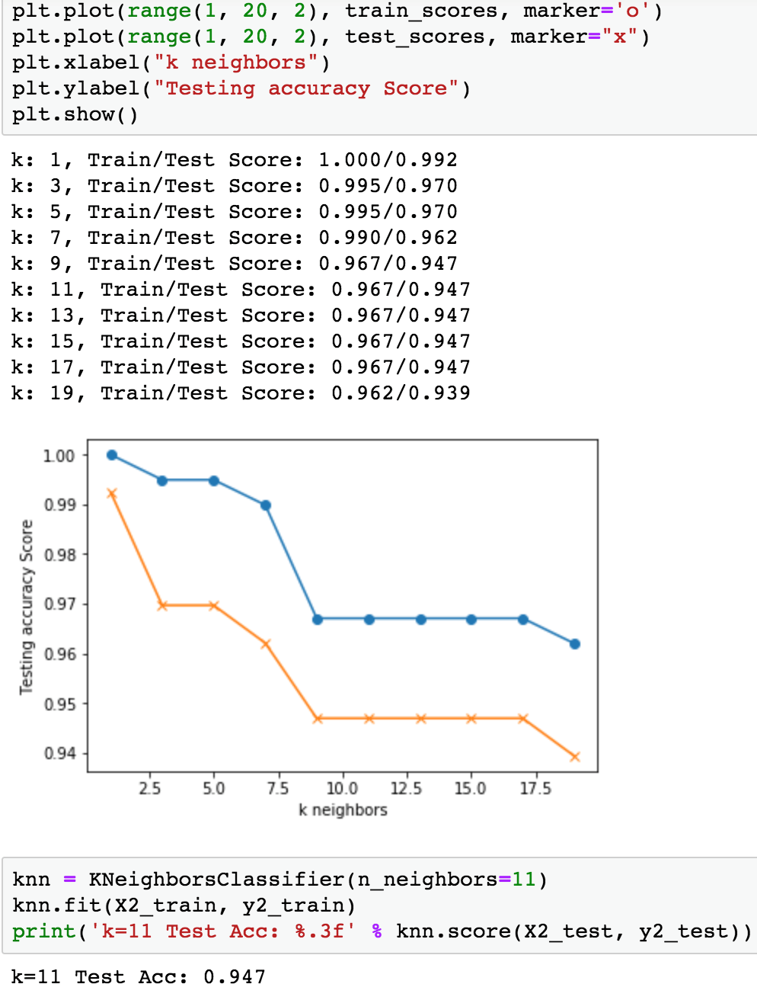 plt.plot(range(1, 20, 2), train_scores, marker='o')
plt.plot(range(1, 20, 2), test_scores, marker="x")
plt.xlabel("k neighbors")
plt.ylabel("Testing accuracy Score")
plt.show()
k: 1, Train/Test Score: 1.000/0.992
k: 3, Train/Test Score: 0.995/0.970
k: 5, Train/Test Score: 0.995/0.970
k: 7, Train/Test Score: 0.990/0.962
k: 9, Train/Test Score: 0.967/0.947
k: 11, Train/Test Score: 0.967/0.947
k: 13, Train/Test Score: 0.967/0.947
k: 15, Train/Test Score: 0.967/0.947
k: 17, Train/Test Score: 0.967/0.947
k: 19, Train/Test Score: 0.962/0.939
Testing accuracy Score
1.00
0.99
0.98
0.97
0.96
0.95
0.94
2.5 5.0 7.5 10.0 12.5 15.0 17.5
k neighbors
knn = KNeighborsClassifier(n_neighbors=11)
knn.fit(X2_train, y2_train)
print('k=11 Test Acc: %.3f' % knn.score(X2_test, y2_test))
k=11 Test Acc: 0.947